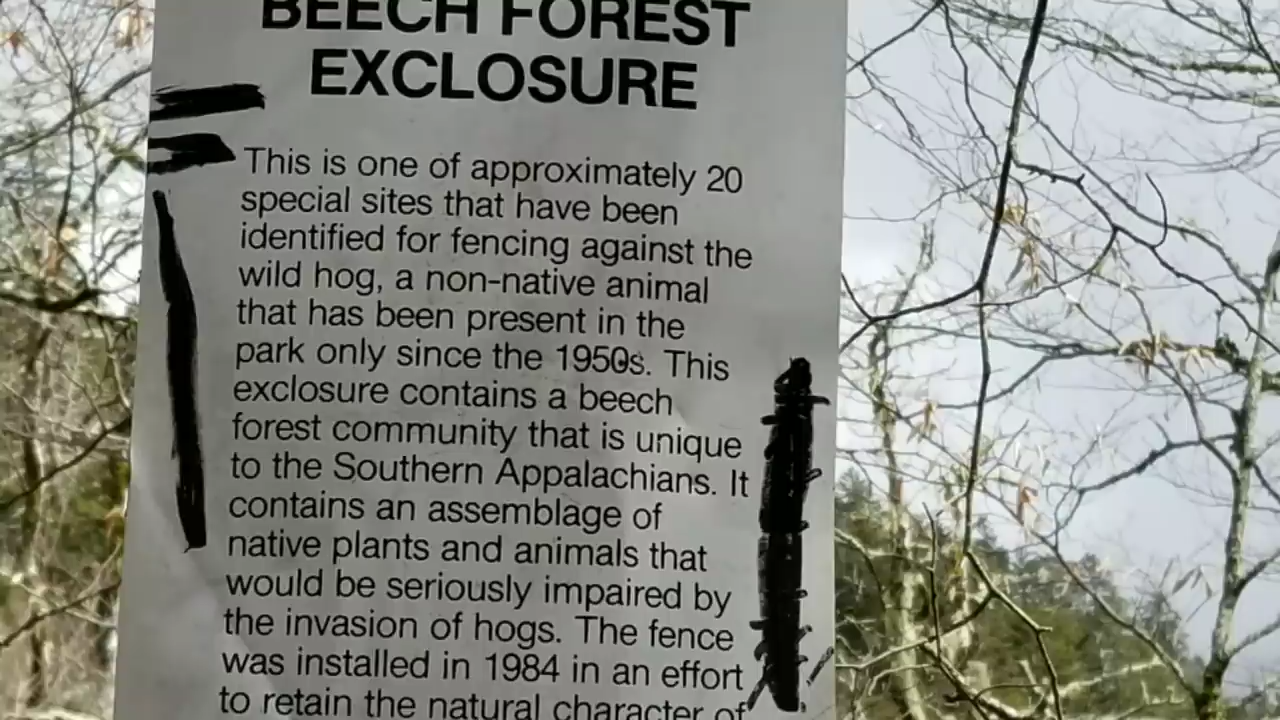 BEECH FOREST
EXCLOSURE
This is one of approximately 20
special sites that have been
identified for fencing against the
wild hog, a non-native animal
that has been present in the
park only since the 1950s. This
exclosure contains a beech
forest community that is unique
to the Southern Appalachians. It
contains an assemblage of
native plants and animals that
would be seriously impaired by
the invasion of hogs. The fence
was installed in 1984 in an effort
to retain the natural character of